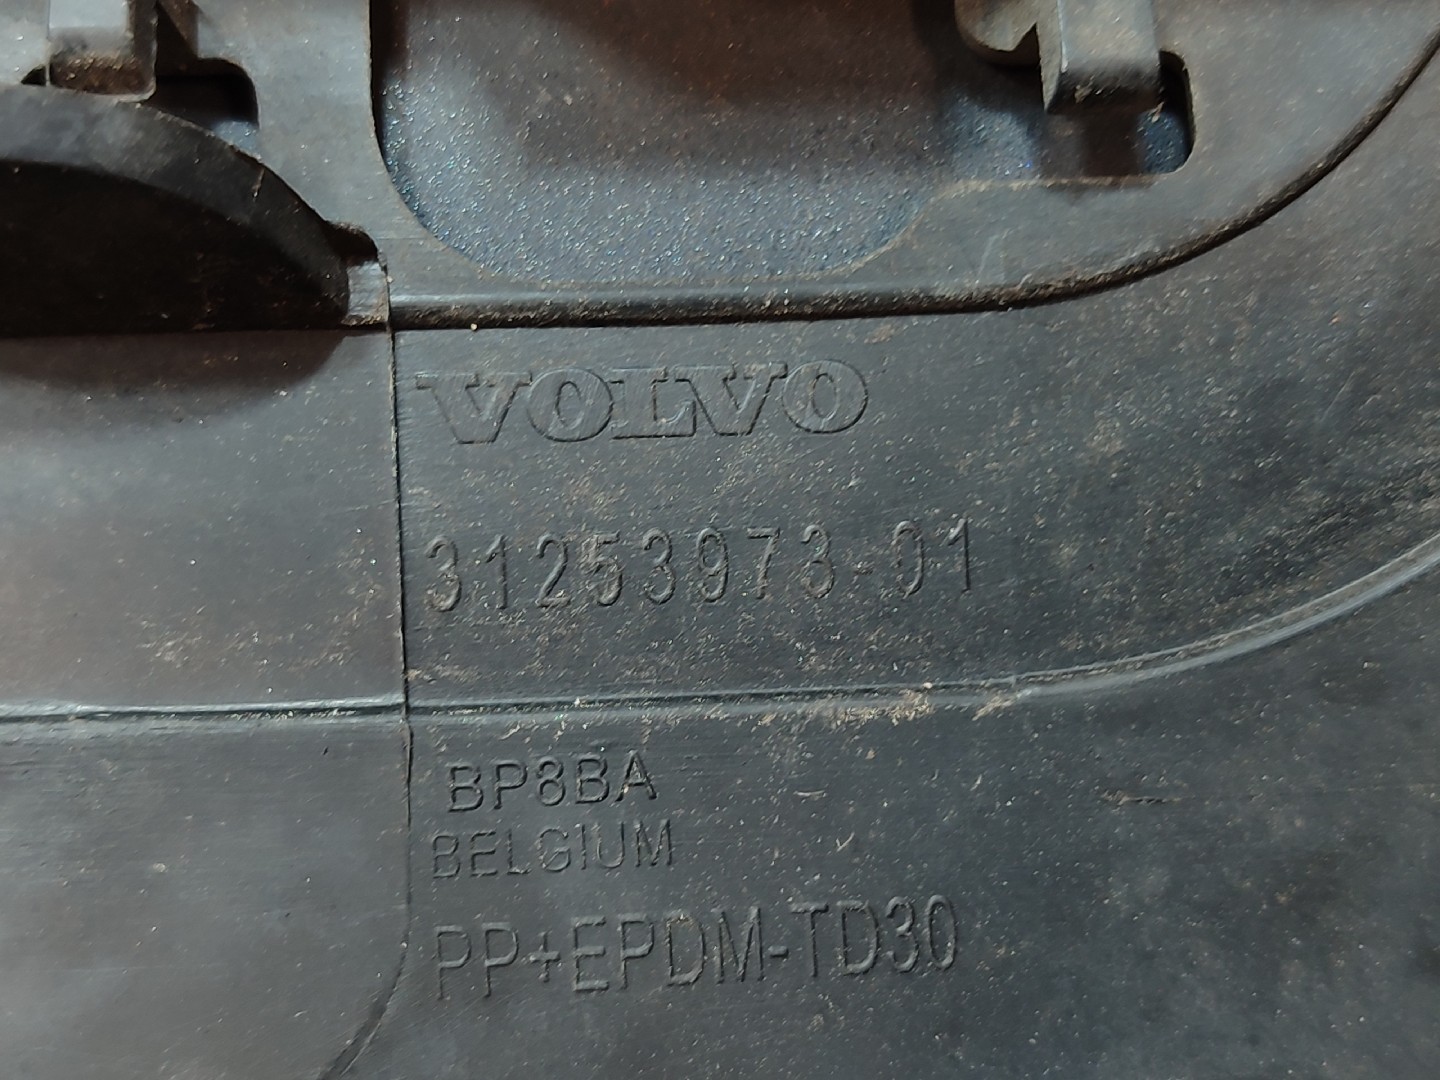 VOLVO
31253973-01
BP8BA
BELGIUM
PP+EPDM-TD30